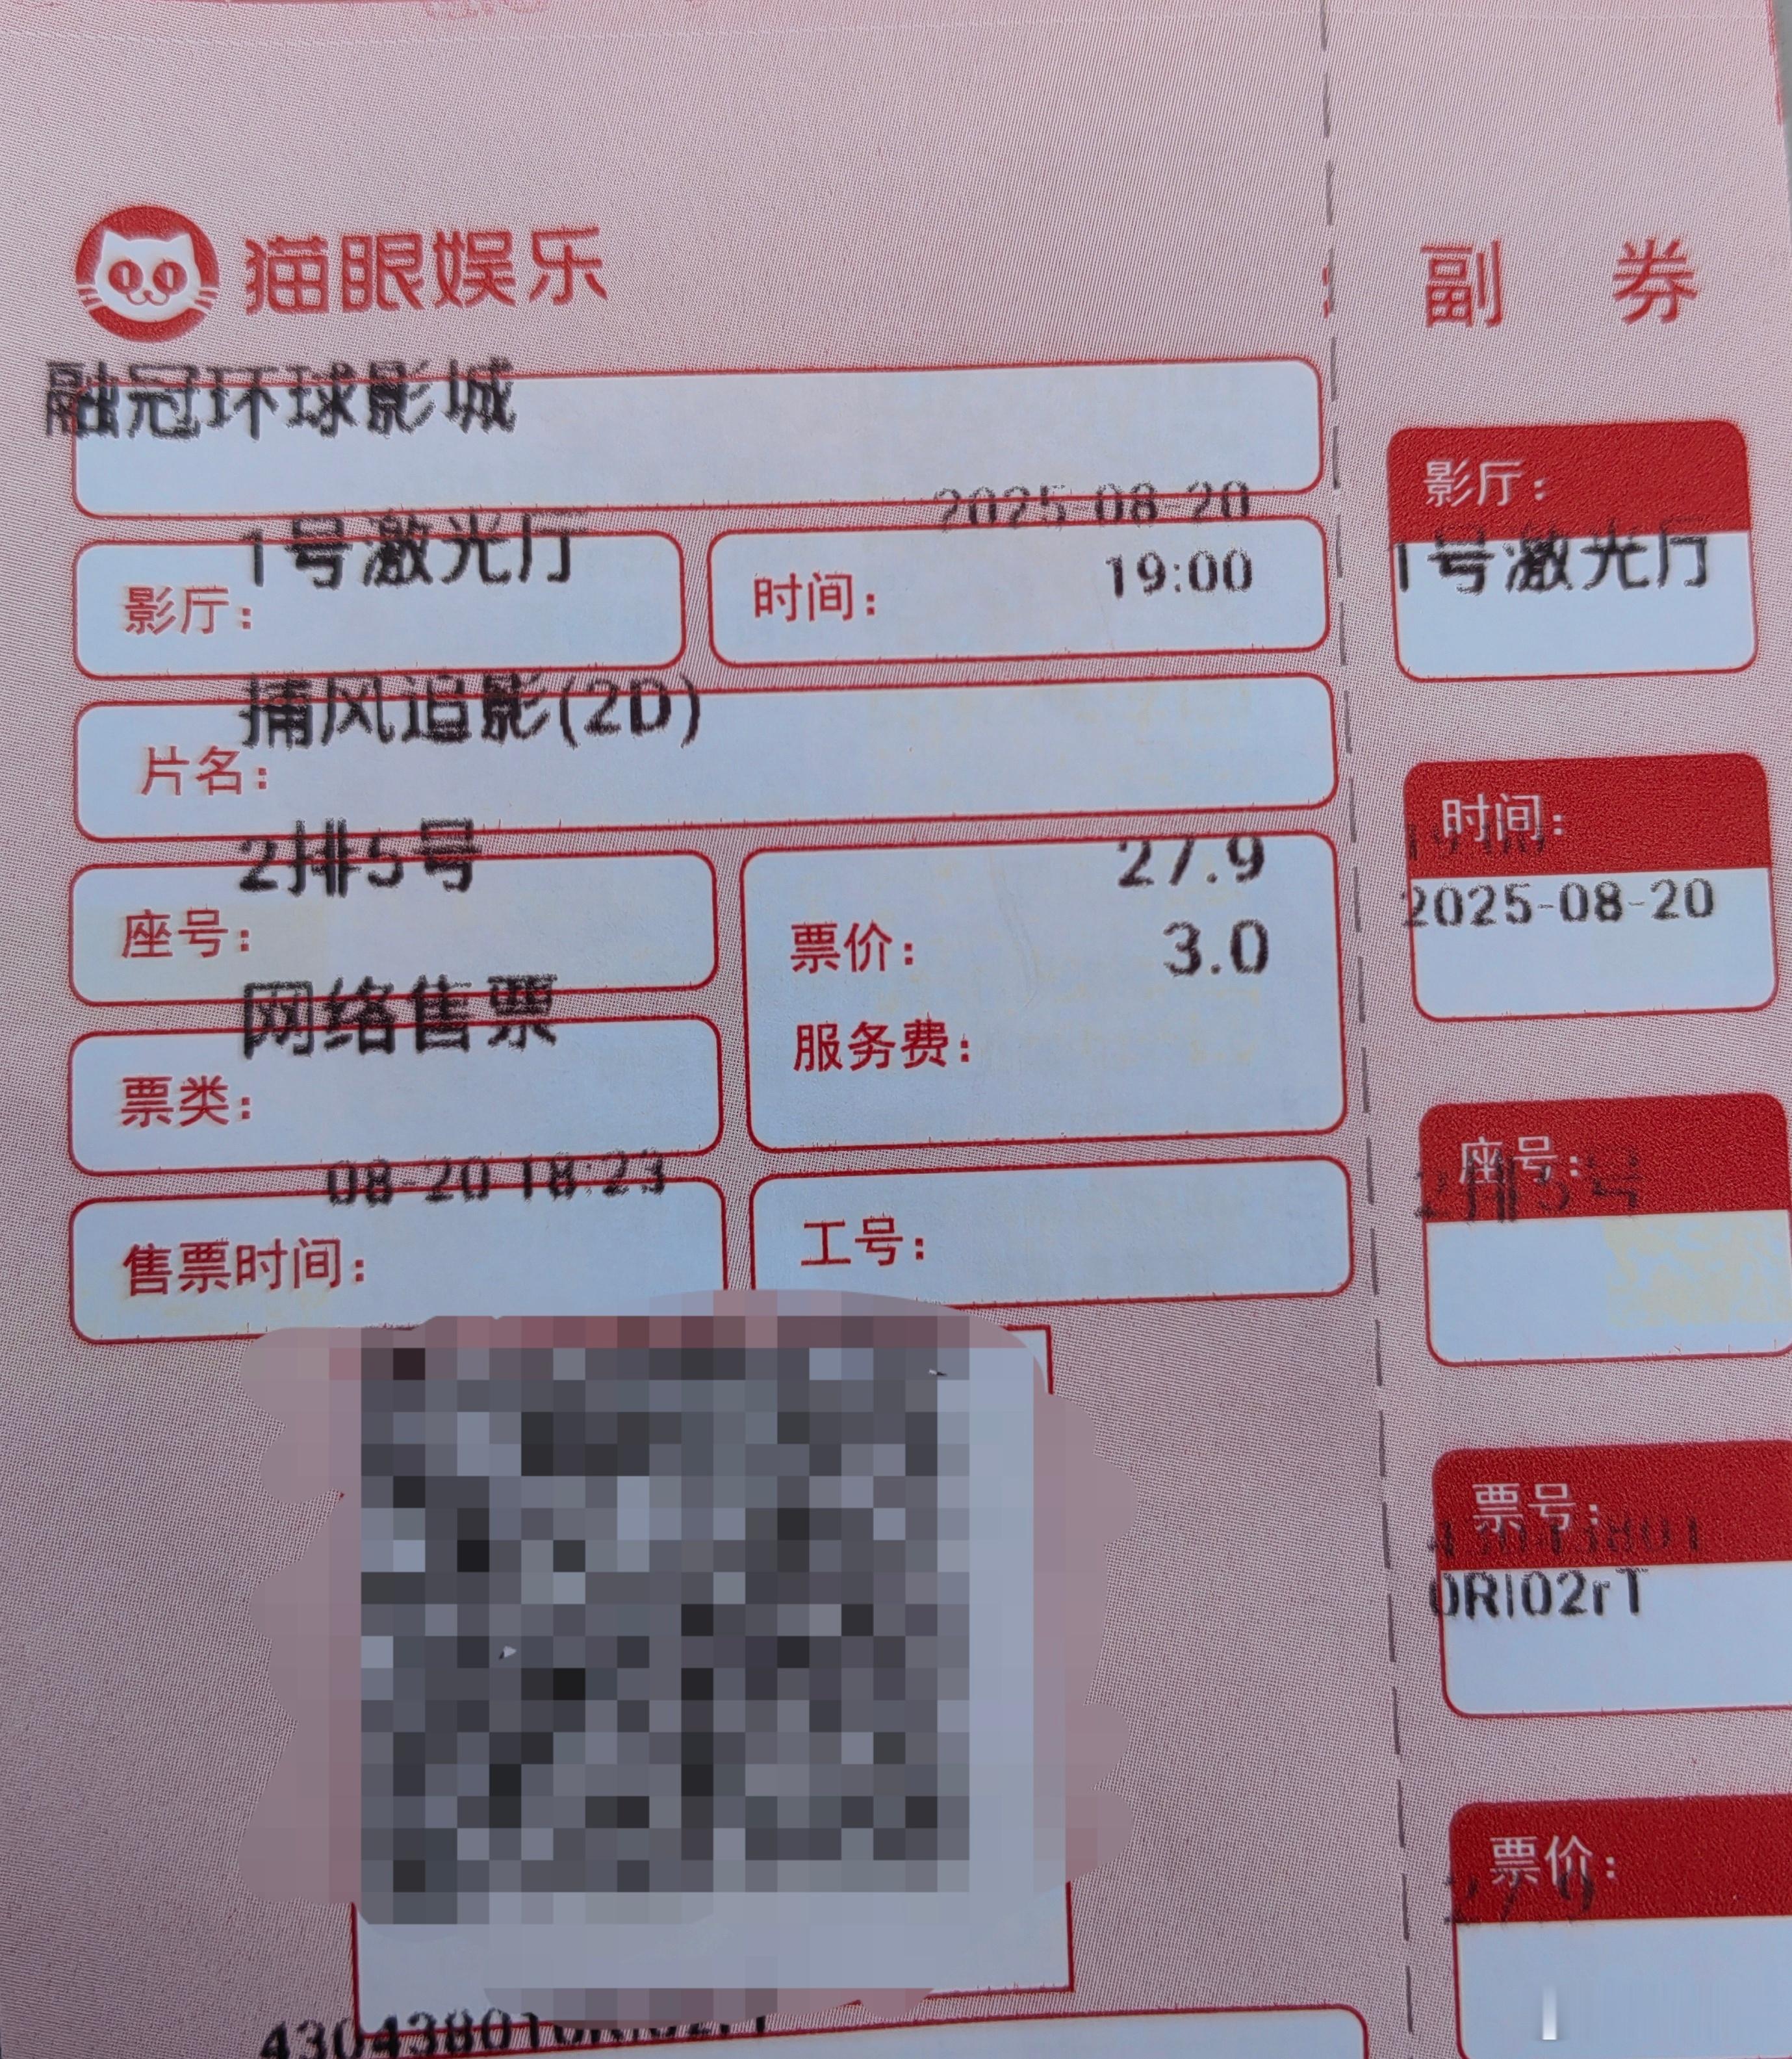 猫眼娱乐
融冠环球影城
1号激光厅
影厅：
2025-08-20
时间： 19:00
捕风追影(2D)
片名：
2排5号
座号：
27.9
票价： 3.0
服务费：
网络售票
票类：
08-20 18:23
售票时间：
工号：
副 券
影厅：
1号激光厅
时间：
2025-08-20
座号：
2排5号
票号：
0RI02rT
票价：